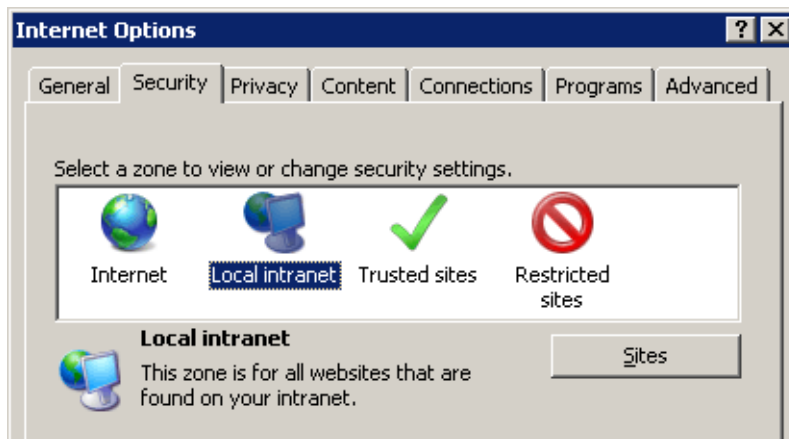 Internet Options
General Security Privacy Content Connections Programs Advanced
Select a zone to view or change security settings.
Internet Local intranet Trusted sites Restricted
sites
Local intranet
Sites
This zone is for all websites that are
found on your intranet.